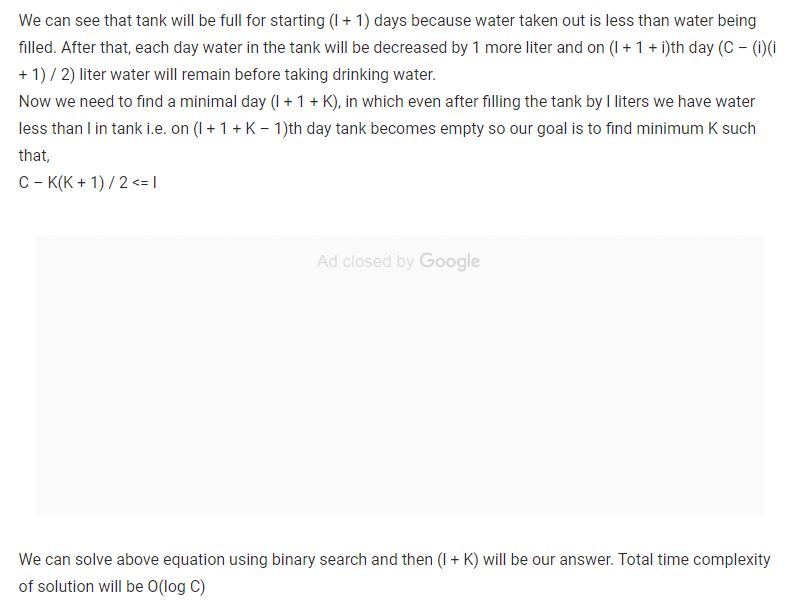 We can see that tank will be full for starting (l + 1) days because water taken out is less than water being
filled. After that, each day water in the tank will be decreased by 1 more liter and on (l + 1 + i)th day (C – (i)(i
+ 1) / 2) liter water will remain before taking drinking water.
Now we need to find a minimal day (l + 1 + K), in which even after filling the tank by l liters we have water
less than l in tank i.e. on (l + 1 + K – 1)th day tank becomes empty so our goal is to find minimum K such
that,
C – K(K + 1) / 2 <= l
Ad closed by Google
We can solve above equation using binary search and then (l + K) will be our answer. Total time complexity
of solution will be O(log C)